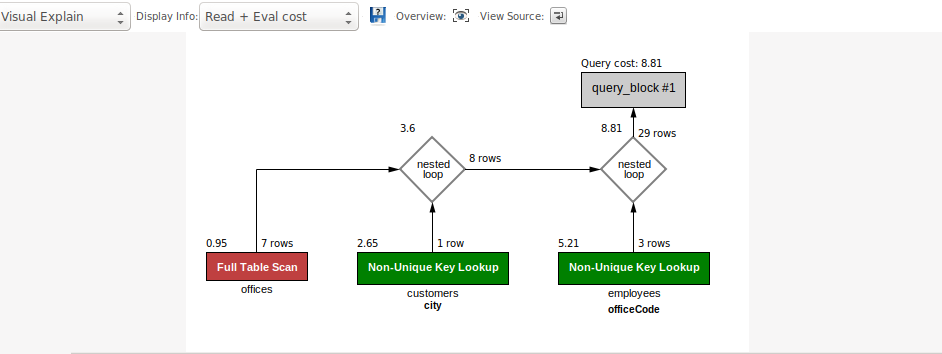 Visual Explain
Display Info:
Read + Eval cost
Overview:
View Source:
Query cost: 8.81
query_block #1
3.6
8.81
29 rows
nested
loop
8 rows
nested
loop
0.95
7 rows
2.65
1 row
5.21
3 rows
Full Table Scan
Non-Unique Key Lookup
Non-Unique Key Lookup
offices
customers
city
employees
officeCode